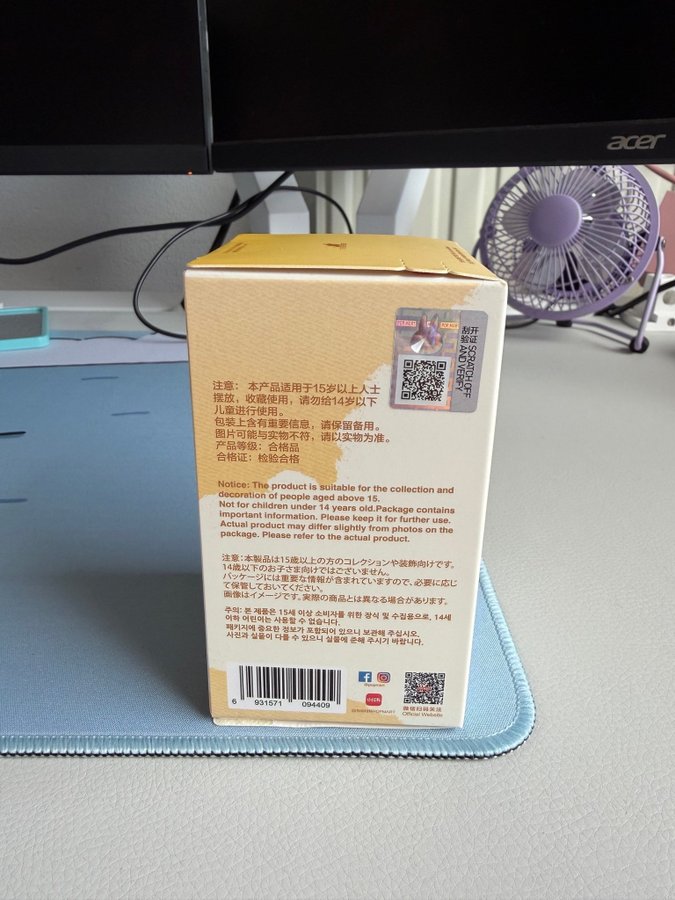 acer
POP MART
POP MART
开证刮验
SCRATCH OFF AND VERIFY
注意： 本产品适用于15岁以上人士
摆放，收藏使用，请勿给14岁以下
儿童进行使用。
包装上含有重要信息，请保留备用。
图片可能与实物不符，请以实物为准。
产品等级：合格品
合格证：检验合格
Notice: The product is suitable for the collection and
decoration of people aged above 15.
Not for children under 14 years old.Package contains
important information. Please keep it for further use.
Actual product may differ slightly from photos on the
package. Please refer to the actual product.
注意：本製品は15歳以上の方のコレクションや装飾向けです。
14歳以下のお子さま向けではございません。
パッケージには重要な情報が含まれていますので、必要に応じ
て保管しておいてください。
画像はイメージです。実際の商品とは異なる場合があります。
주의: 본 제품은 15세 이상 소비자를 위한 장식 및 수집용으로, 14세
이하 어린이는 사용할 수 없습니다.
패키지에 중요한 정보가 포함되어 있으니 보관해 주십시오.
사진과 실물이 다를 수 있으니 실물에 준해 주시기 바랍니다.
6 931571 094409
@popmart
小红书
微信扫码关注
Official Website